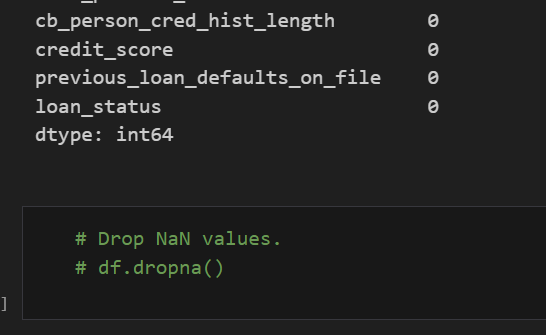 cb_person_cred_hist_length 0
credit_score 0
previous_loan_defaults_on_file 0
loan_status 0
dtype: int64
# Drop NaN values.
# df.dropna()
]